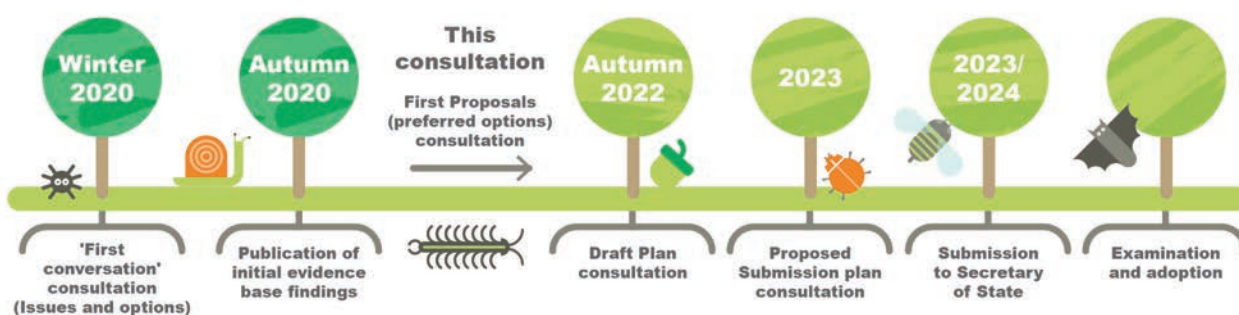 Winter
2020
Autumn
2020
This
consultation
First Proposals
(preferred options)
consultation
Autumn
2022
2023
2023/
2024
'First
conversation'
consultation
(Issues and options)
Publication of
initial evidence
base findings
Draft Plan
consultation
Proposed
Submission plan
consultation
Submission
to Secretary
of State
Examination
and adoption